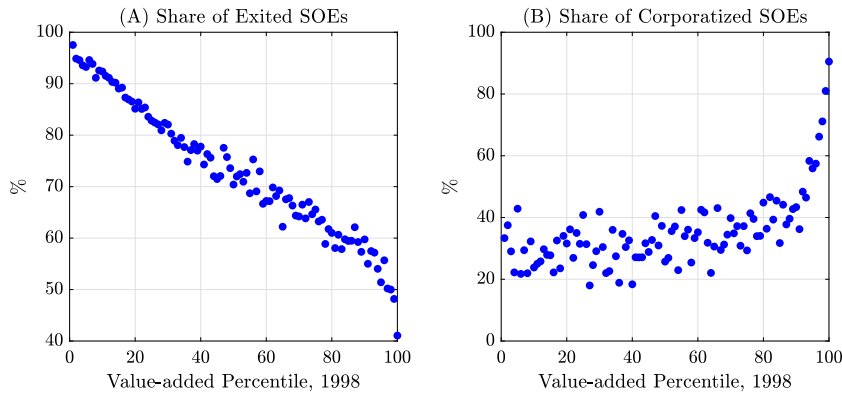 (A) Share of Exited SOEs
100
90
80
70
60
50
40
%
0 20 40 60 80 100
Value-added Percentile, 1998
(B) Share of Corporatized SOEs
100
80
60
40
20
0
%
0 20 40 60 80 100
Value-added Percentile, 1998